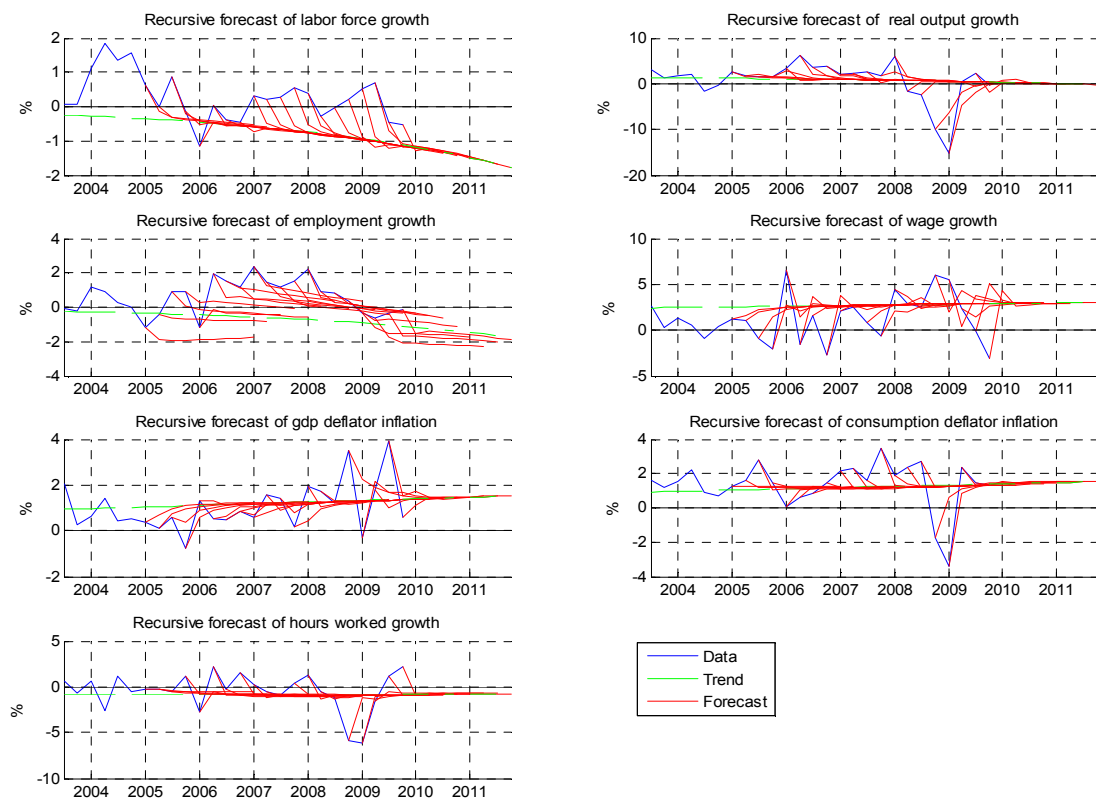 Recursive forecast of labor force growth
2
1
0
-1
-2
%
2004 2005 2006 2007 2008 2009 2010 2011
Recursive forecast of real output growth
10
0
-10
-20
%
2004 2005 2006 2007 2008 2009 2010 2011
Recursive forecast of employment growth
4
2
0
-2
-4
%
2004 2005 2006 2007 2008 2009 2010 2011
Recursive forecast of wage growth
10
5
0
-5
%
2004 2005 2006 2007 2008 2009 2010 2011
Recursive forecast of gdp deflator inflation
4
2
0
-2
%
2004 2005 2006 2007 2008 2009 2010 2011
Recursive forecast of consumption deflator inflation
4
2
0
-2
-4
%
2004 2005 2006 2007 2008 2009 2010 2011
Recursive forecast of hours worked growth
5
0
-5
-10
%
2004 2005 2006 2007 2008 2009 2010 2011
Data
Trend
Forecast